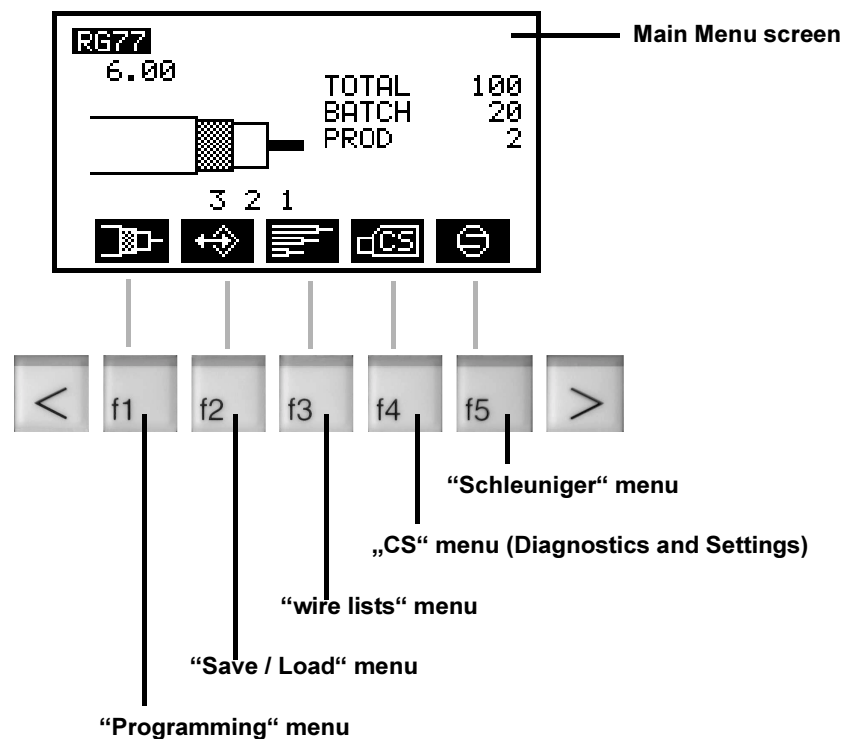 RG77
Main Menu screen
6.00
TOTAL 100
BATCH 20
PROD 2
3 2 1
CS S
< f1 f2 f3 f4 f5 >
“Schleuniger“ menu
„CS“ menu (Diagnostics and Settings)
“wire lists“ menu
“Save / Load“ menu
“Programming“ menu